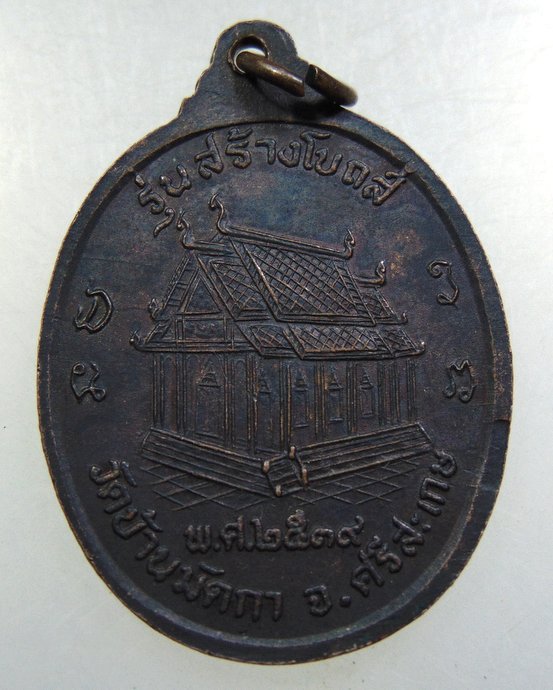 รุ่นสร้างโบถส์
พ.ศ.๒๕๓๙
วัดบ้านมัดกา จ.ศรีสะเกษ